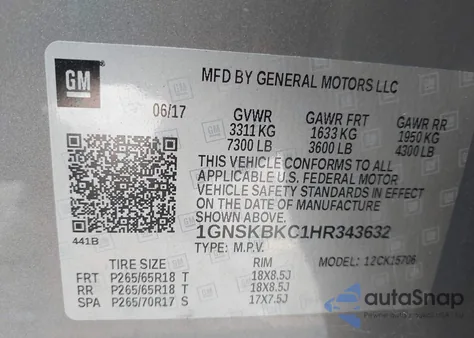 GM
MFD BY GENERAL MOTORS LLC
06/17 GVWR GAWR FRT GAWR RR
3311 KG 1633 KG 1950 KG
7300 LB 3600 LB 4300 LB
THIS VEHICLE CONFORMS TO ALL
APPLICABLE U.S. FEDERAL MOTOR
VEHICLE SAFETY STANDARDS IN EFFECT
ON THE DATE OF MANUFACTURE
SHOWN ABOVE.
1GNSKBKC1HR343632
441B
TYPE: M.P.V. MODEL: 12CK15706
TIRE SIZE RIM
FRT P265/65R18 T 18X8.5J
RR P265/65R18 T 18X8.5J
SPA P265/70R17 S 17X7.5J
autoSnap